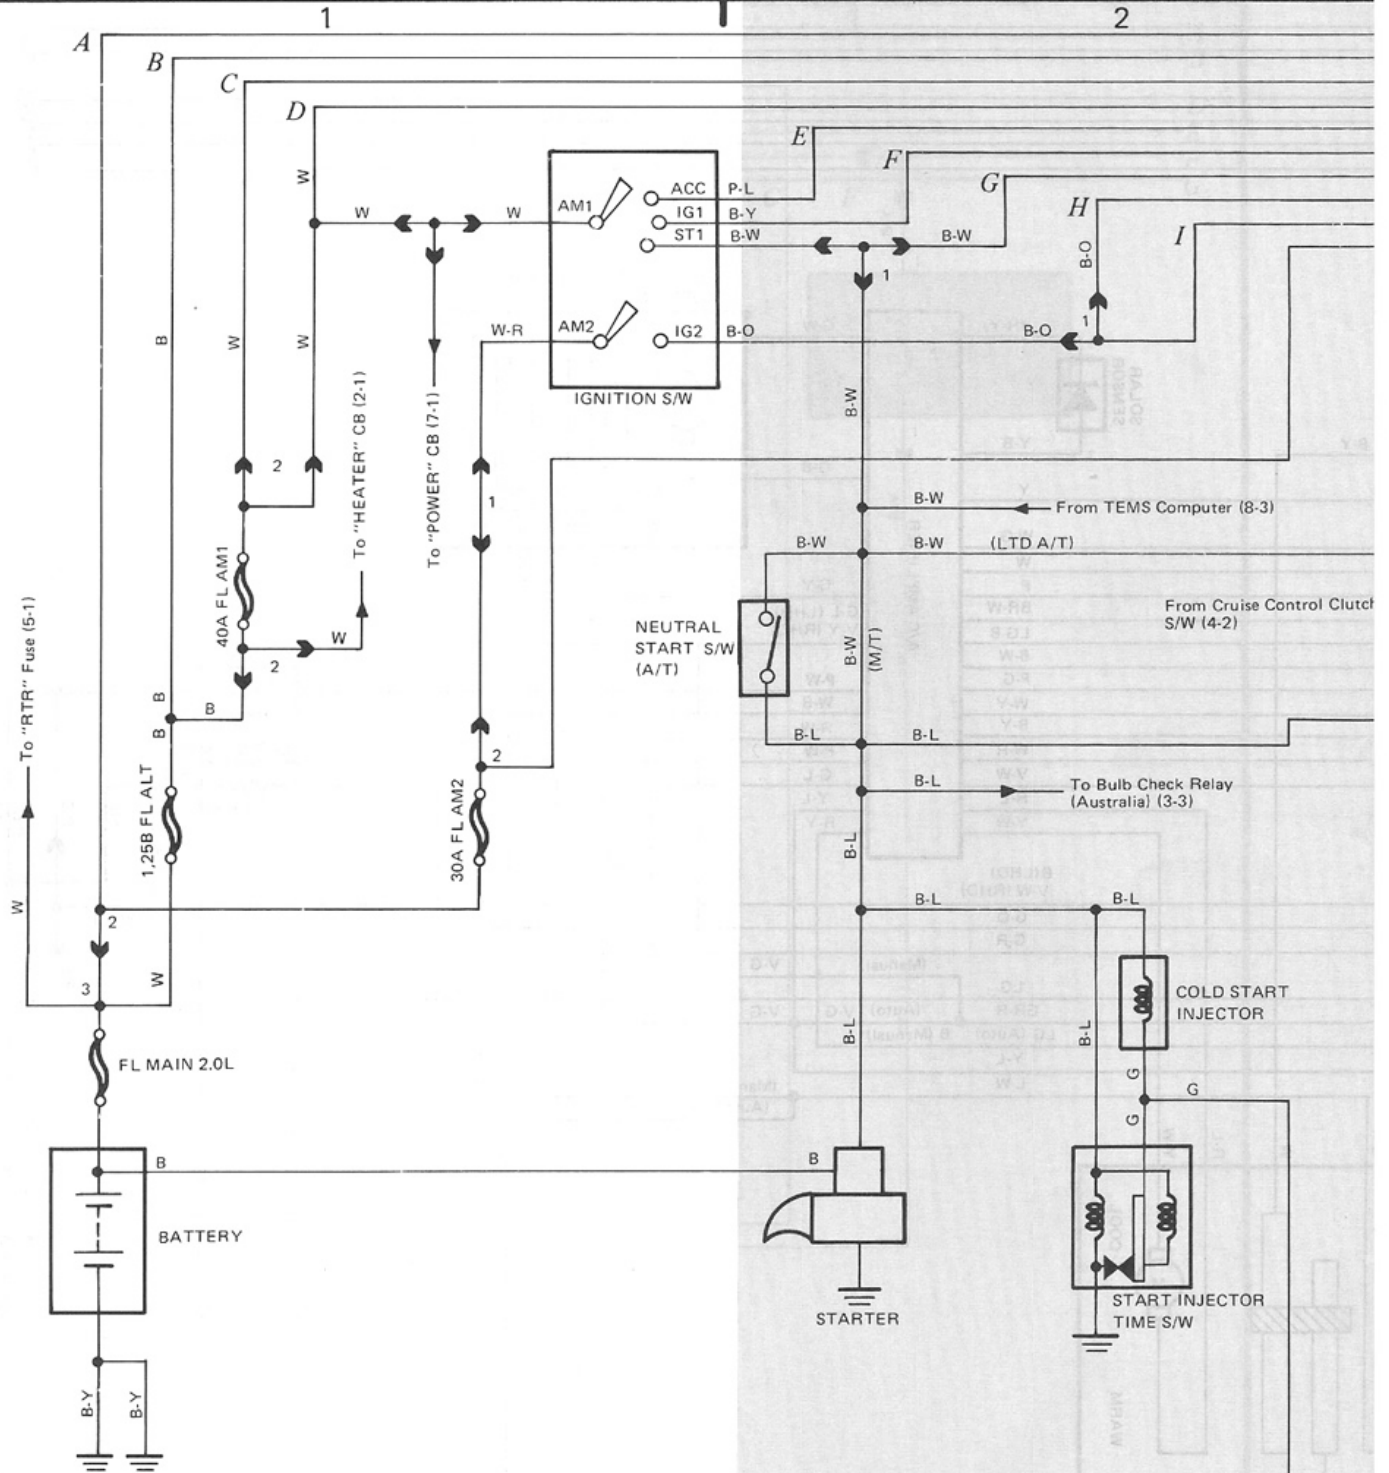 1
2
A
B
C
D
E
F
G
H
I
W
W
W
AM1
ACC
P-L
IG1
B-Y
ST1
B-W
B-W
1
B-O
B
W
W
W-R
AM2
IG2
B-O
B-O
1
IGNITION S/W
B-W
To "HEATER" CB (2-1)
To "POWER" CB (7-1)
2
1
B-W
From TEMS Computer (8-3)
B-W
B-W
(LTD A/T)
40A FL AM1
W
2
NEUTRAL
START S/W
(A/T)
B-W
(M/T)
From Cruise Control Clutch
S/W (4-2)
To "RTR" Fuse (5-1)
B
B
B
B-L
B-L
2
B-L
To Bulb Check Relay
(Australia) (3-3)
1,25B FL ALT
30A FL AM2
B-L
W
2
B-L
B-L
W
3
COLD START
INJECTOR
B-L
B-L
FL MAIN 2.0L
G
G
G
B
B
BATTERY
STARTER
START INJECTOR
TIME S/W
B-Y
B-Y